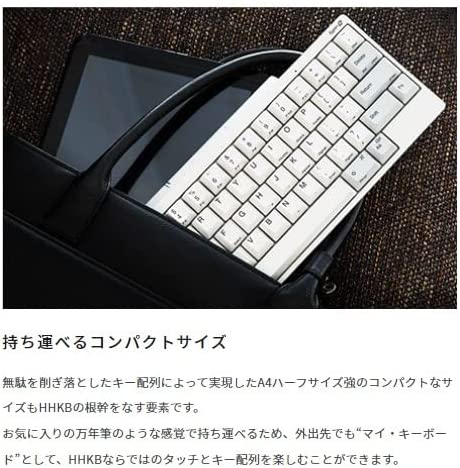 Delete
Return
Shift
Fn
T Y U I O P
R
F G H J K L
V B N M
持ち運べるコンパクトサイズ
無駄を削ぎ落としたキー配列によって実現したA4ハーフサイズ強のコンパクトなサ
イズもHHKBの根幹をなす要素です。
お気に入りの万年筆のような感覚で持ち運べるため、外出先でも“マイ・キーボー
ド”として、HHKBならではのタッチとキー配列を楽しむことができます。